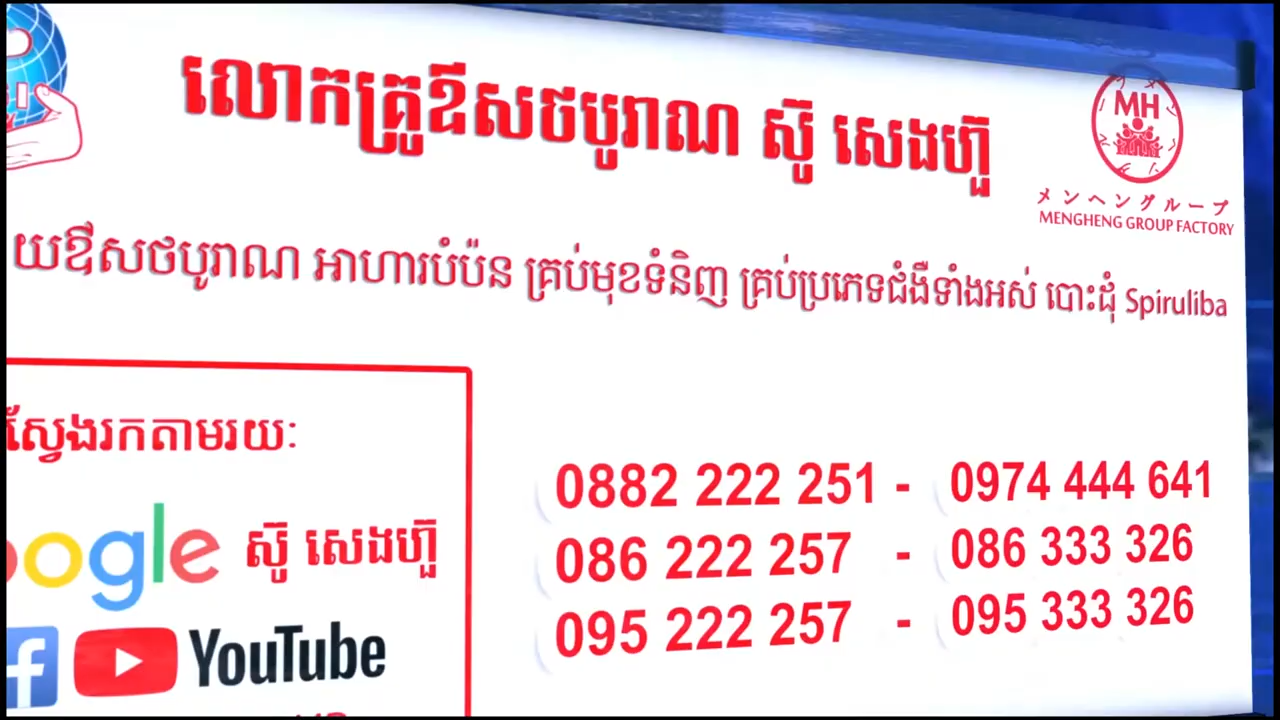 លោកគ្រូឱសថបូរាណ ស៊ូ សេងហ៊ួ
MH
メンヘングループ
MENGHENG GROUP FACTORY
យឱសថបូរាណ អាហារបំប៉ន គ្រប់មុខទំនិញ គ្រប់ប្រភេទជំងឺទាំងអស់ បោះដុំ Spiruliba
ស្វែងរកតាមរយៈ
oogle ស៊ូ សេងហ៊ួ
f YouTube
0882 222 251 - 0974 444 641
086 222 257 - 086 333 326
095 222 257 - 095 333 326